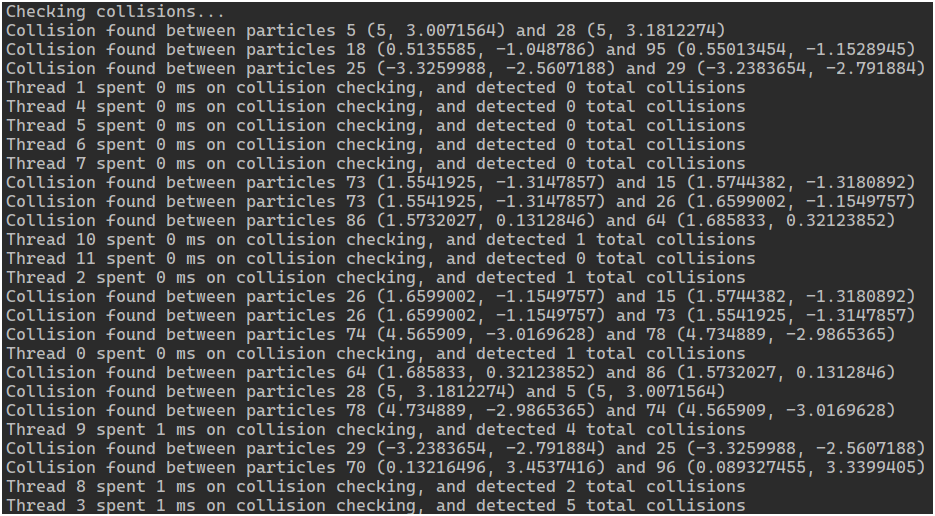 Checking collisions...
Collision found between particles 5 (5, 3.0071564) and 28 (5, 3.1812274)
Collision found between particles 18 (0.5135585, -1.048786) and 95 (0.55013454, -1.1528945)
Collision found between particles 25 (-3.3259988, -2.5607188) and 29 (-3.2383654, -2.791884)
Thread 1 spent 0 ms on collision checking, and detected 0 total collisions
Thread 4 spent 0 ms on collision checking, and detected 0 total collisions
Thread 5 spent 0 ms on collision checking, and detected 0 total collisions
Thread 6 spent 0 ms on collision checking, and detected 0 total collisions
Thread 7 spent 0 ms on collision checking, and detected 0 total collisions
Collision found between particles 73 (1.5541925, -1.3147857) and 15 (1.5744382, -1.3180892)
Collision found between particles 73 (1.5541925, -1.3147857) and 26 (1.6599002, -1.1549757)
Collision found between particles 86 (1.5732027, 0.1312846) and 64 (1.685833, 0.32123852)
Thread 10 spent 0 ms on collision checking, and detected 1 total collisions
Thread 11 spent 0 ms on collision checking, and detected 0 total collisions
Thread 2 spent 0 ms on collision checking, and detected 1 total collisions
Collision found between particles 26 (1.6599002, -1.1549757) and 15 (1.5744382, -1.3180892)
Collision found between particles 26 (1.6599002, -1.1549757) and 73 (1.5541925, -1.3147857)
Collision found between particles 74 (4.565909, -3.0169628) and 78 (4.734889, -2.9865365)
Thread 0 spent 0 ms on collision checking, and detected 1 total collisions
Collision found between particles 64 (1.685833, 0.32123852) and 86 (1.5732027, 0.1312846)
Collision found between particles 28 (5, 3.1812274) and 5 (5, 3.0071564)
Collision found between particles 78 (4.734889, -2.9865365) and 74 (4.565909, -3.0169628)
Thread 9 spent 1 ms on collision checking, and detected 4 total collisions
Collision found between particles 29 (-3.2383654, -2.791884) and 25 (-3.3259988, -2.5607188)
Collision found between particles 70 (0.13216496, 3.4537416) and 96 (0.089327455, 3.3399405)
Thread 8 spent 1 ms on collision checking, and detected 2 total collisions
Thread 3 spent 1 ms on collision checking, and detected 5 total collisions